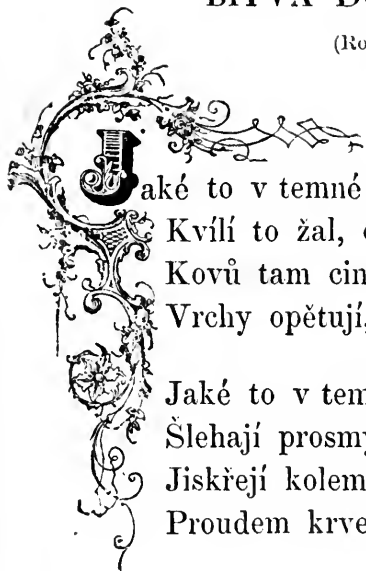 BITVA
(Ro
Jaké to v temné
Kvílí to žal,
Kovů tam cin
Vrchy opětují,
Jaké to v tem
Šlehají prosmy
Jiskřejí kolem
Proudem krve